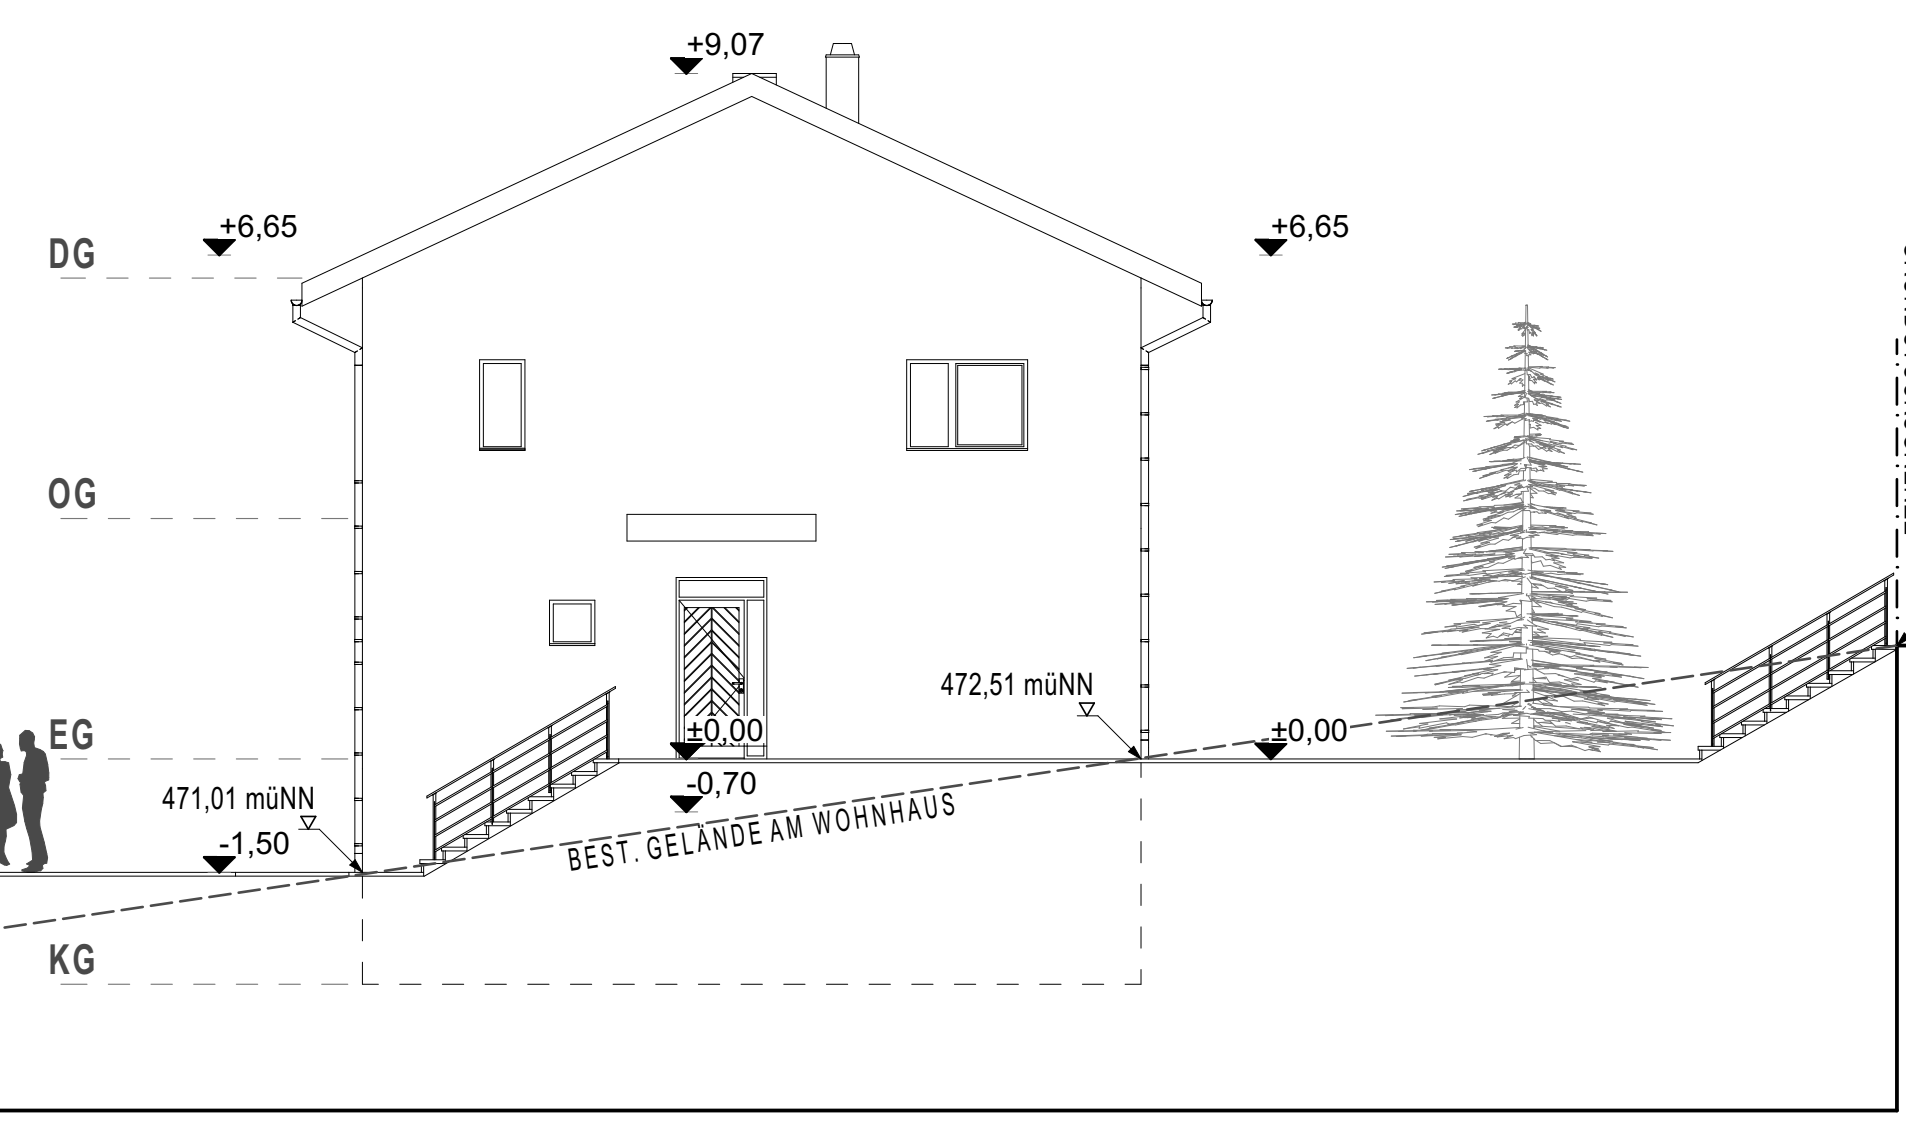 +9,07
+6,65
+6,65
DG
OG
472,51 müNN
EG
±0,00
±0,00
-0,70
471,01 müNN
BEST. GELÄNDE AM WOHNHAUS
-1,50
KG